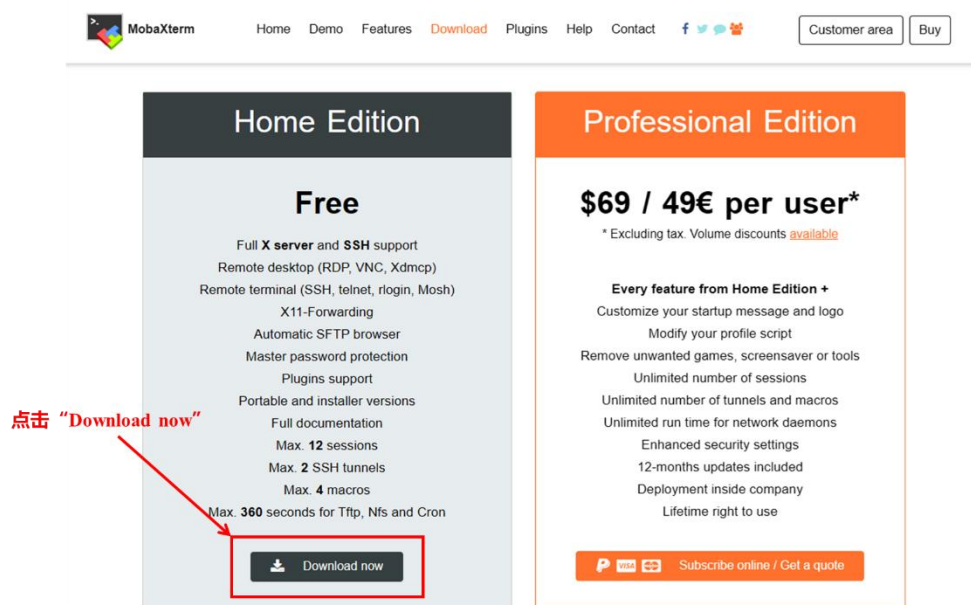 MobaXterm Home Demo Features Download Plugins Help Contact Customer area Buy
Home Edition
Free
Full X server and SSH support
Remote desktop (RDP, VNC, Xdmcp)
Remote terminal (SSH, telnet, rlogin, Mosh)
X11-Forwarding
Automatic SFTP browser
Master password protection
Plugins support
Portable and installer versions
Full documentation
Max. 12 sessions
Max. 2 SSH tunnels
Max. 4 macros
Max. 360 seconds for Tftp, Nfs and Cron
Download now
点击“Download now”
Professional Edition
$69 / 49€ per user*
* Excluding tax. Volume discounts available
Every feature from Home Edition +
Customize your startup message and logo
Modify your profile script
Remove unwanted games, screensaver or tools
Unlimited number of sessions
Unlimited number of tunnels and macros
Unlimited run time for network daemons
Enhanced security settings
12-months updates included
Deployment inside company
Lifetime right to use
VISA Subscribe online / Get a quote